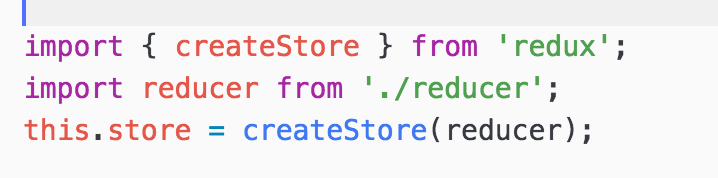 import { createStore } from 'redux';
import reducer from './reducer';
this.store = createStore(reducer);